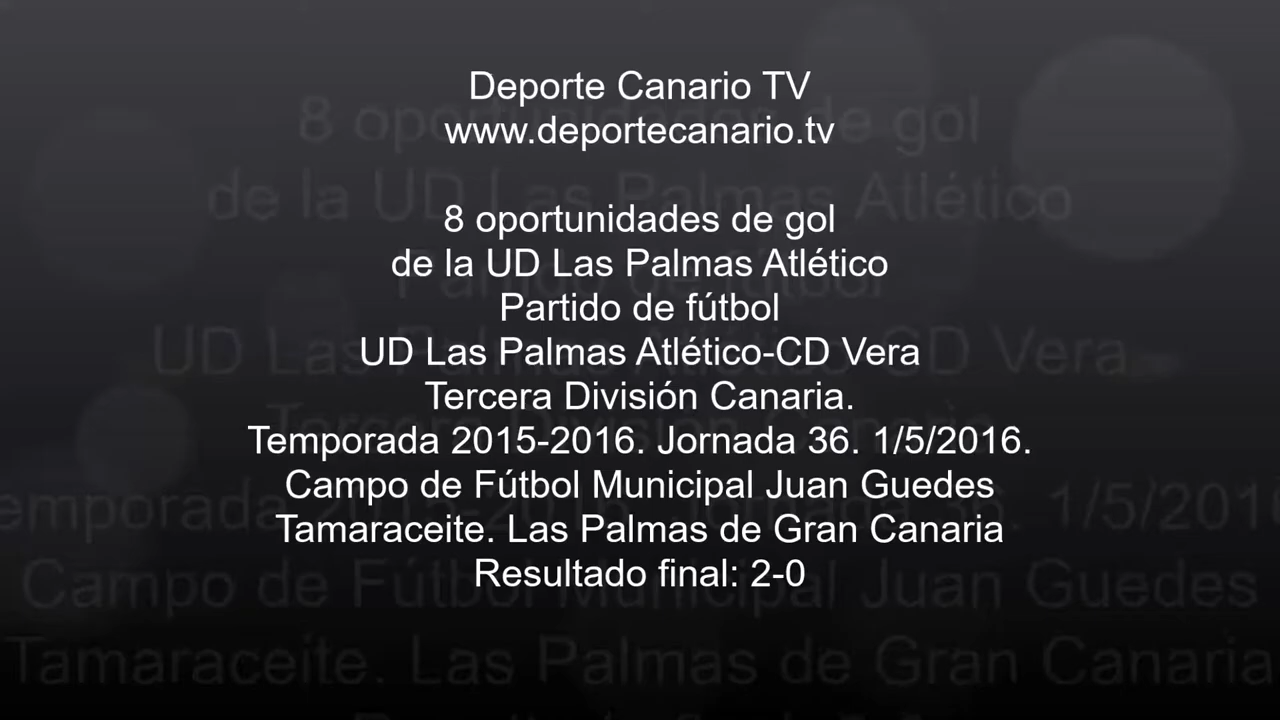 Deporte Canario TV
www.deportecanario.tv
8 oportunidades de gol
de la UD Las Palmas Atlético
Partido de fútbol
UD Las Palmas Atlético-CD Vera
Tercera División Canaria.
Temporada 2015-2016. Jornada 36. 1/5/2016.
Campo de Fútbol Municipal Juan Guedes
Tamaraceite. Las Palmas de Gran Canaria
Resultado final: 2-0